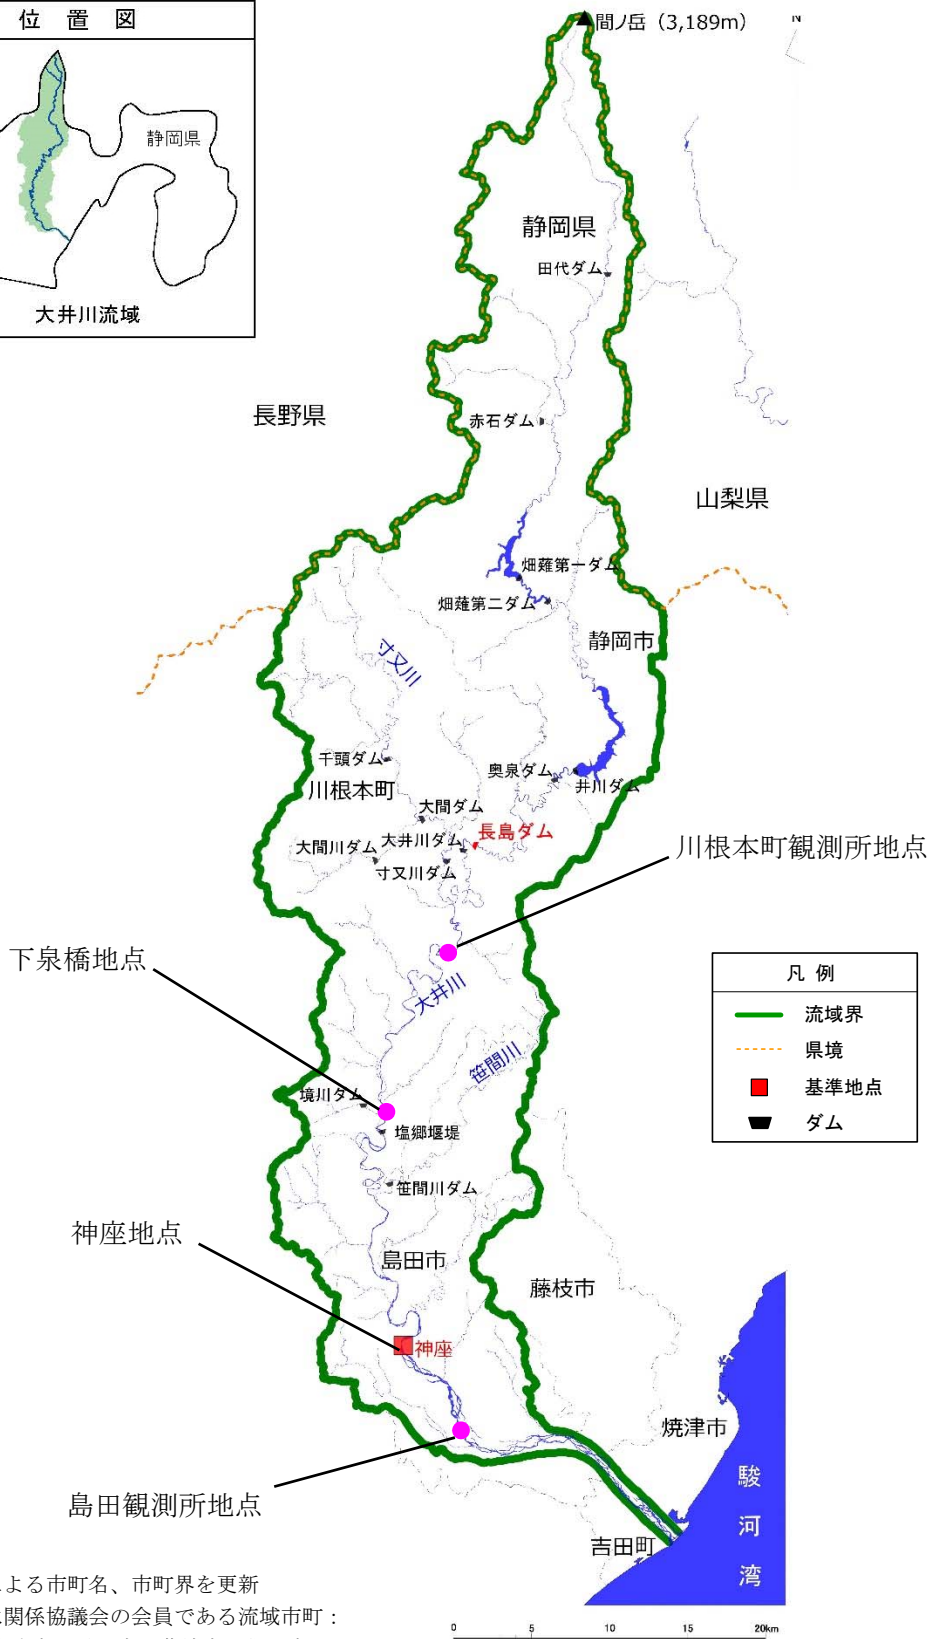 位 置 図
静岡県
大井川流域
間ノ岳（3,189m）
N
静岡県
田代ダム
長野県
赤石ダム
山梨県
畑薙第一ダム
畑薙第二ダム
静岡市
寸又川
千頭ダム
奥泉ダム
井川ダム
川根本町
大間ダム
長島ダム
大井川ダム
大間川ダム
寸又川ダム
川根本町観測所地点
下泉橋地点
大井川
凡 例
流域界
県境
基準地点
ダム
笹間川
境川ダム
塩郷堰堤
笹間川ダム
神座地点
島田市
藤枝市
神座
焼津市
島田観測所地点
駿河湾
吉田町
よる市町名、市町界を更新
関係協議会の会員である流域市町：
0 5 10 15 20km